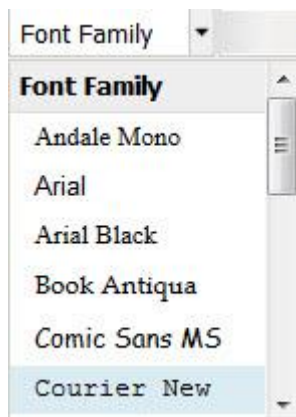 Font Family
Font Family
Andale Mono
Arial
Arial Black
Book Antiqua
Comic Sans MS
Courier New